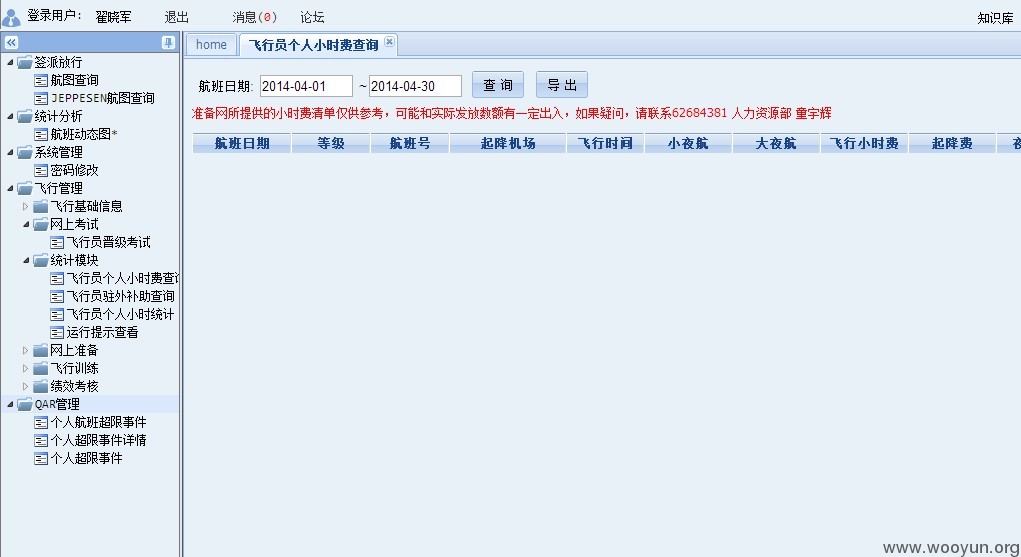 登录用户: 翟晓军 退出 消息(0) 论坛 知识库
home 飞行员个人小时费查询
签派放行
航图查询
JEPPESEN航图查询
统计分析
航班动态图*
系统管理
密码修改
飞行管理
飞行基础信息
网上考试
飞行员晋级考试
统计模块
飞行员个人小时费查询
飞行员驻外补助查询
飞行员个人小时统计
运行提示查看
网上准备
飞行训练
绩效考核
QAR管理
个人航班超限事件
个人超限事件详情
个人超限事件
航班日期: 2014-04-01 ~ 2014-04-30 查询 导出
准备网所提供的小时费清单仅供参考，可能和实际发放数额有一定出入，如果疑问，请联系62684381 人力资源部 童宇辉
航班日期 等级 航班号 起降机场 飞行时间 小夜航 大夜航 飞行小时费 起降费
www.wooyun.org